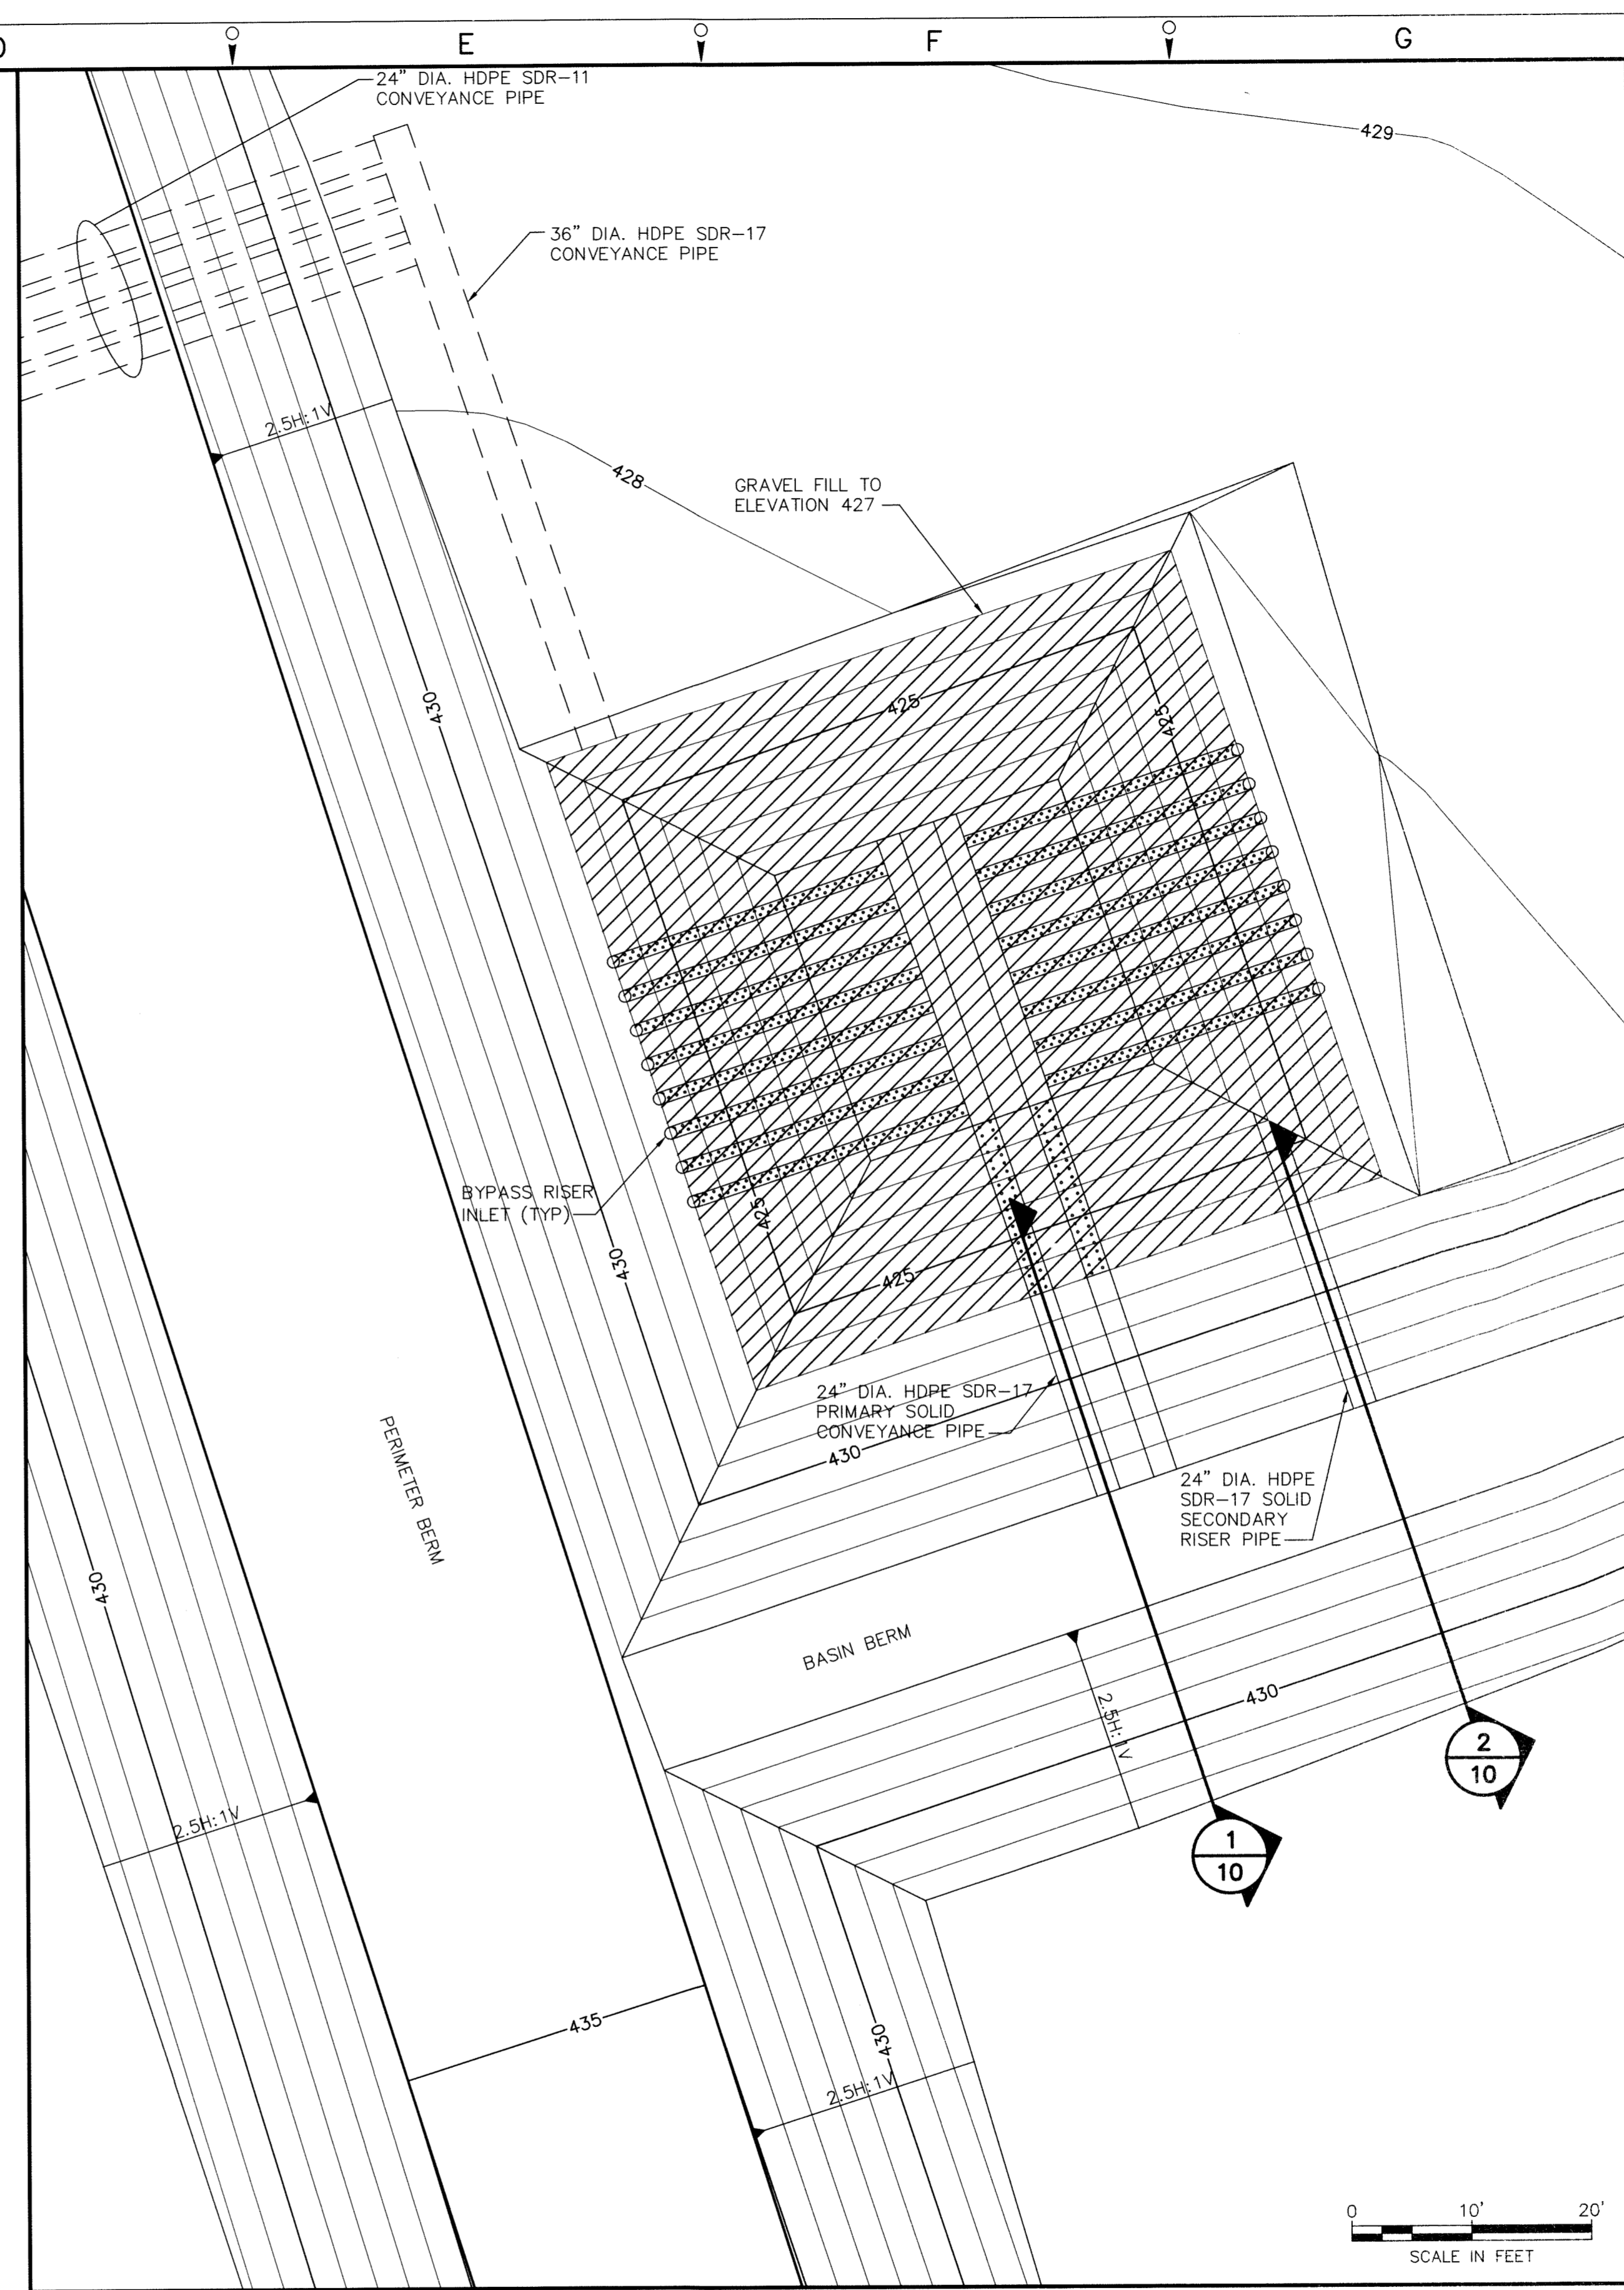 D
E
F
G
24" DIA. HDPE SDR-11
CONVEYANCE PIPE
429
36" DIA. HDPE SDR-17
CONVEYANCE PIPE
2.5H:1V
428
GRAVEL FILL TO
ELEVATION 427
430
425
425
BYPASS RISER
INLET (TYP)
425
430
425
24" DIA. HDPE SDR-17
PRIMARY SOLID
CONVEYANCE PIPE
430
PERIMETER BERM
24" DIA. HDPE
SDR-17 SOLID
SECONDARY
RISER PIPE
430
BASIN BERM
430
2.5H:1V
2
10
2.5H:1V
1
10
435
430
2.5H:1V
0 10' 20'
SCALE IN FEET